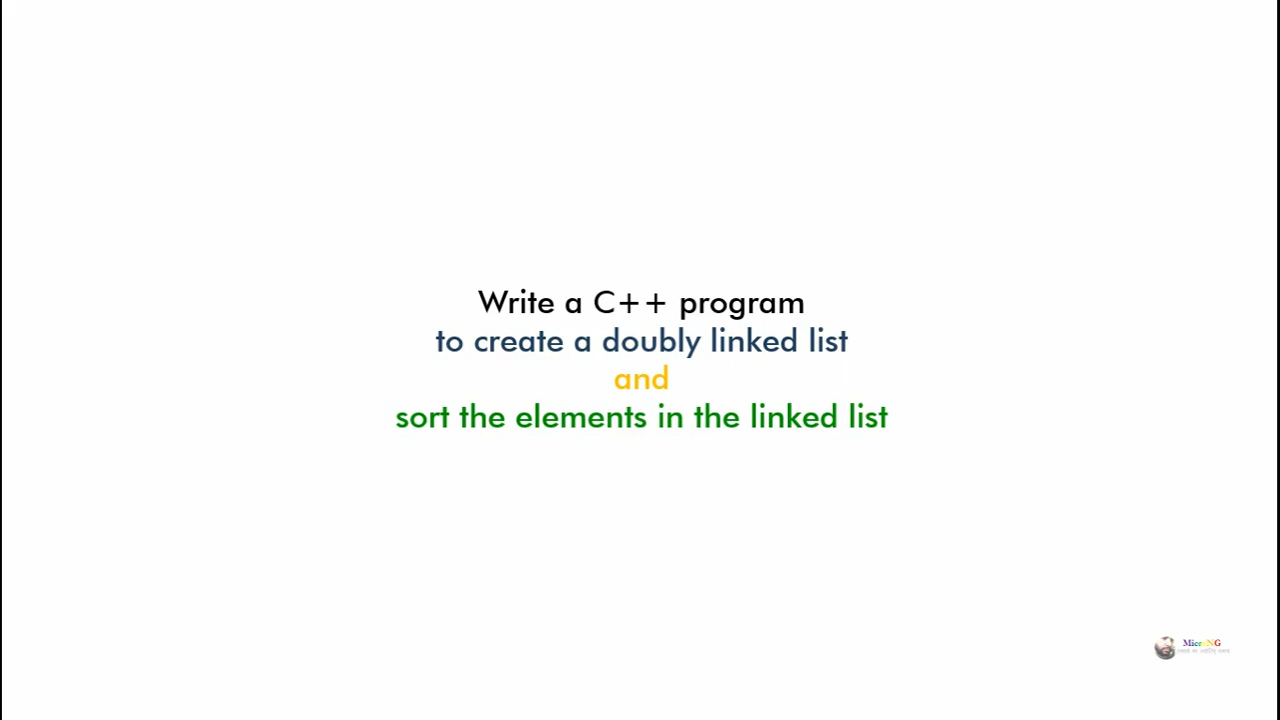 Write a C++ program
to create a doubly linked list
and
sort the elements in the linked list